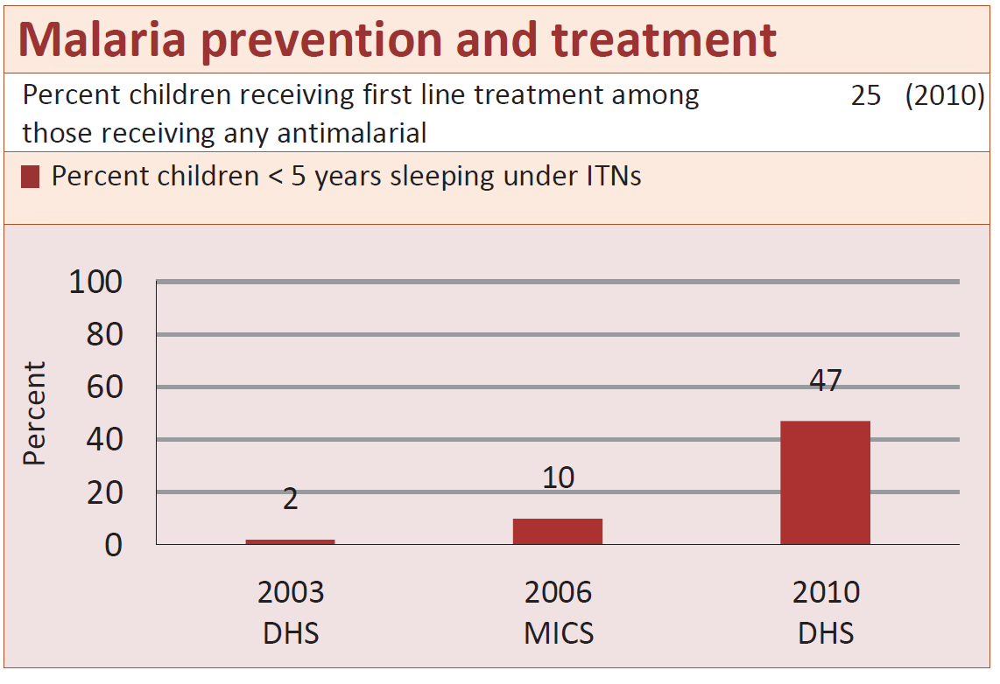 Malaria prevention and treatment
Percent children receiving first line treatment among 25 (2010)
those receiving any antimalarial
Percent children < 5 years sleeping under ITNs
Percent
100
80
60
40
20
0
2
10
47
2003
DHS
2006
MICS
2010
DHS